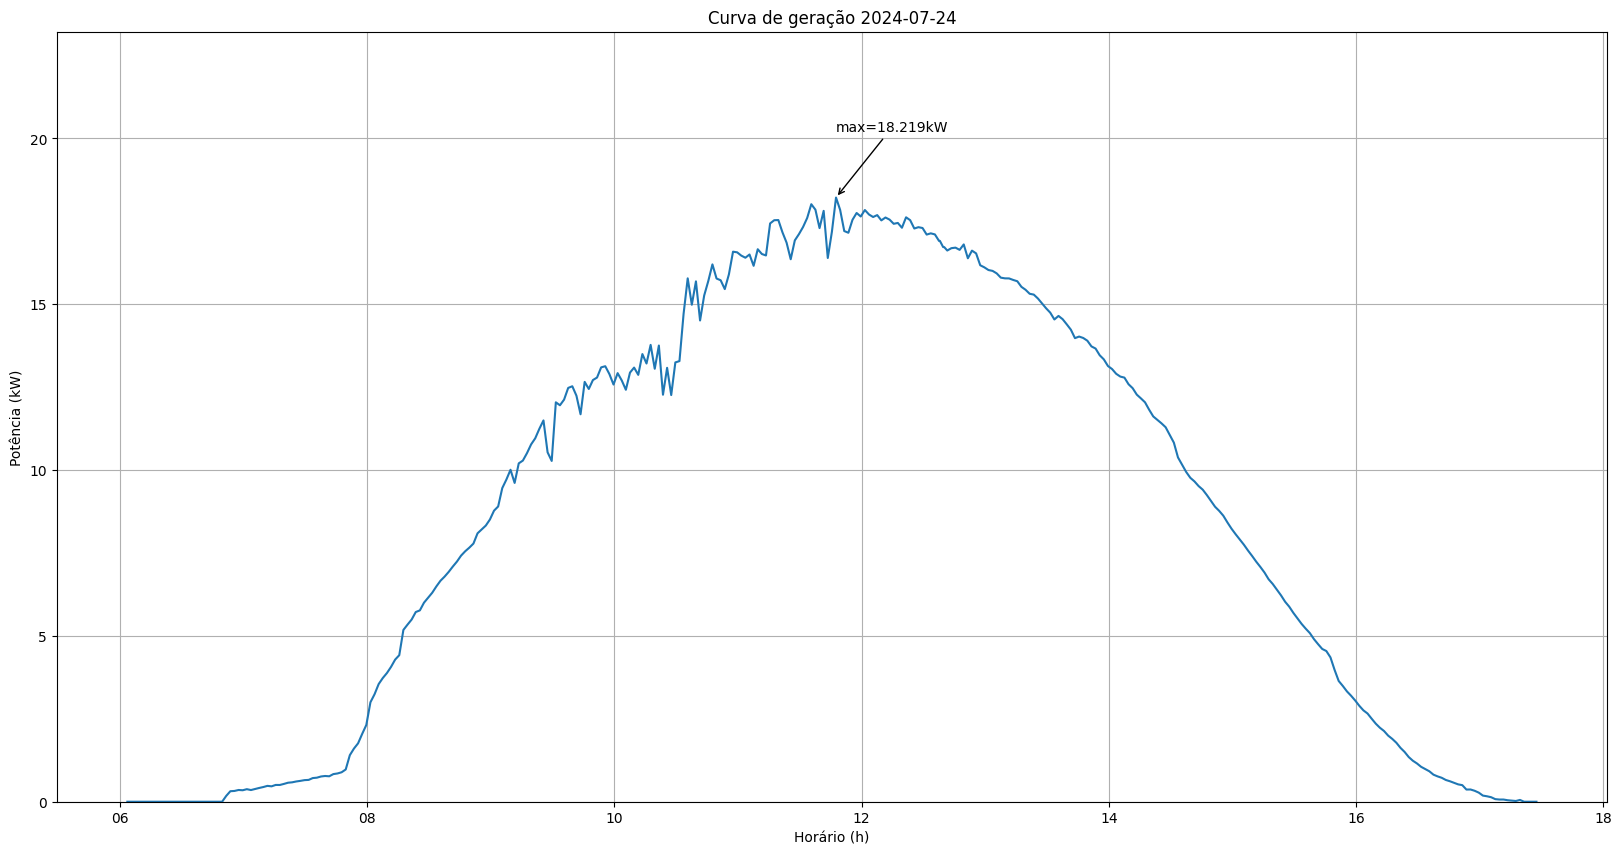 Curva de geração 2024-07-24
max=18.219kW
Potência (kW)
20
15
10
5
0
06 08 10 12 14 16 18
Horário (h)